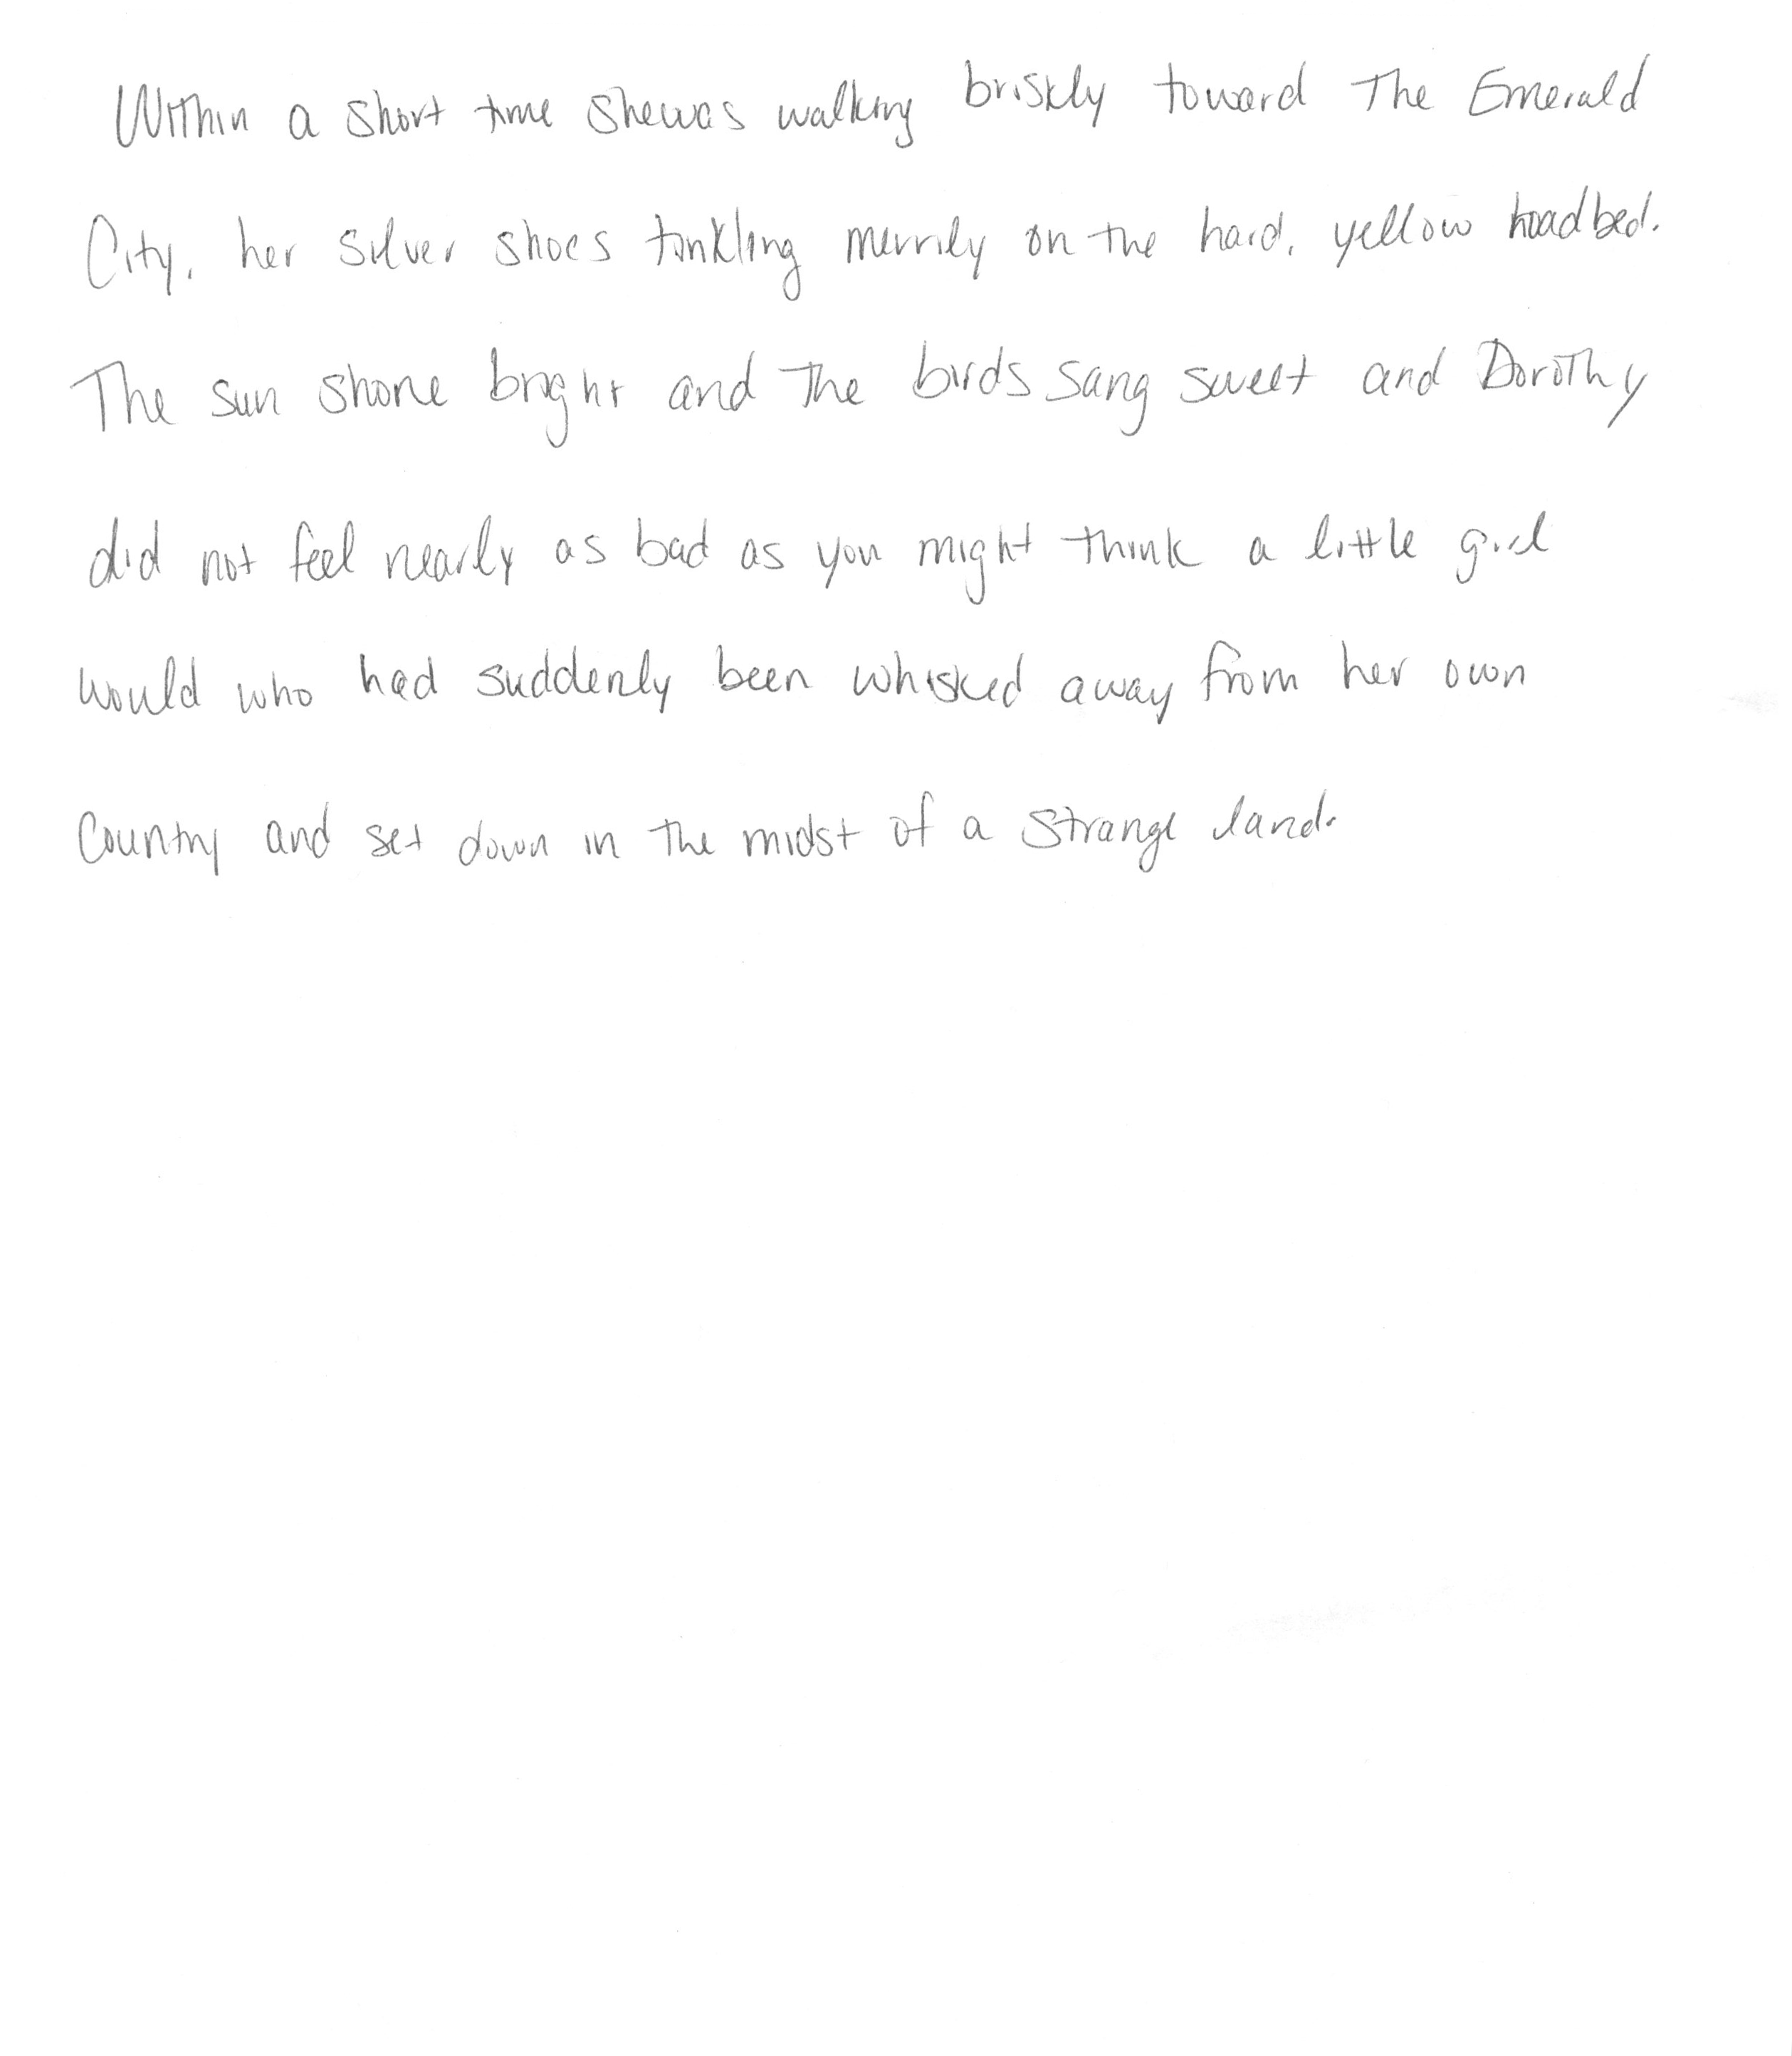 Within a short time she was walking briskly toward The Emerald
City, her silver shoes tinkling merrily on the hard, yellow roadbed.
The sun shone bright and the birds sang sweet and Dorothy
did not feel nearly as bad as you might think a little girl
would who had suddenly been whisked away from her own
Country and set down in the midst of a strange land.